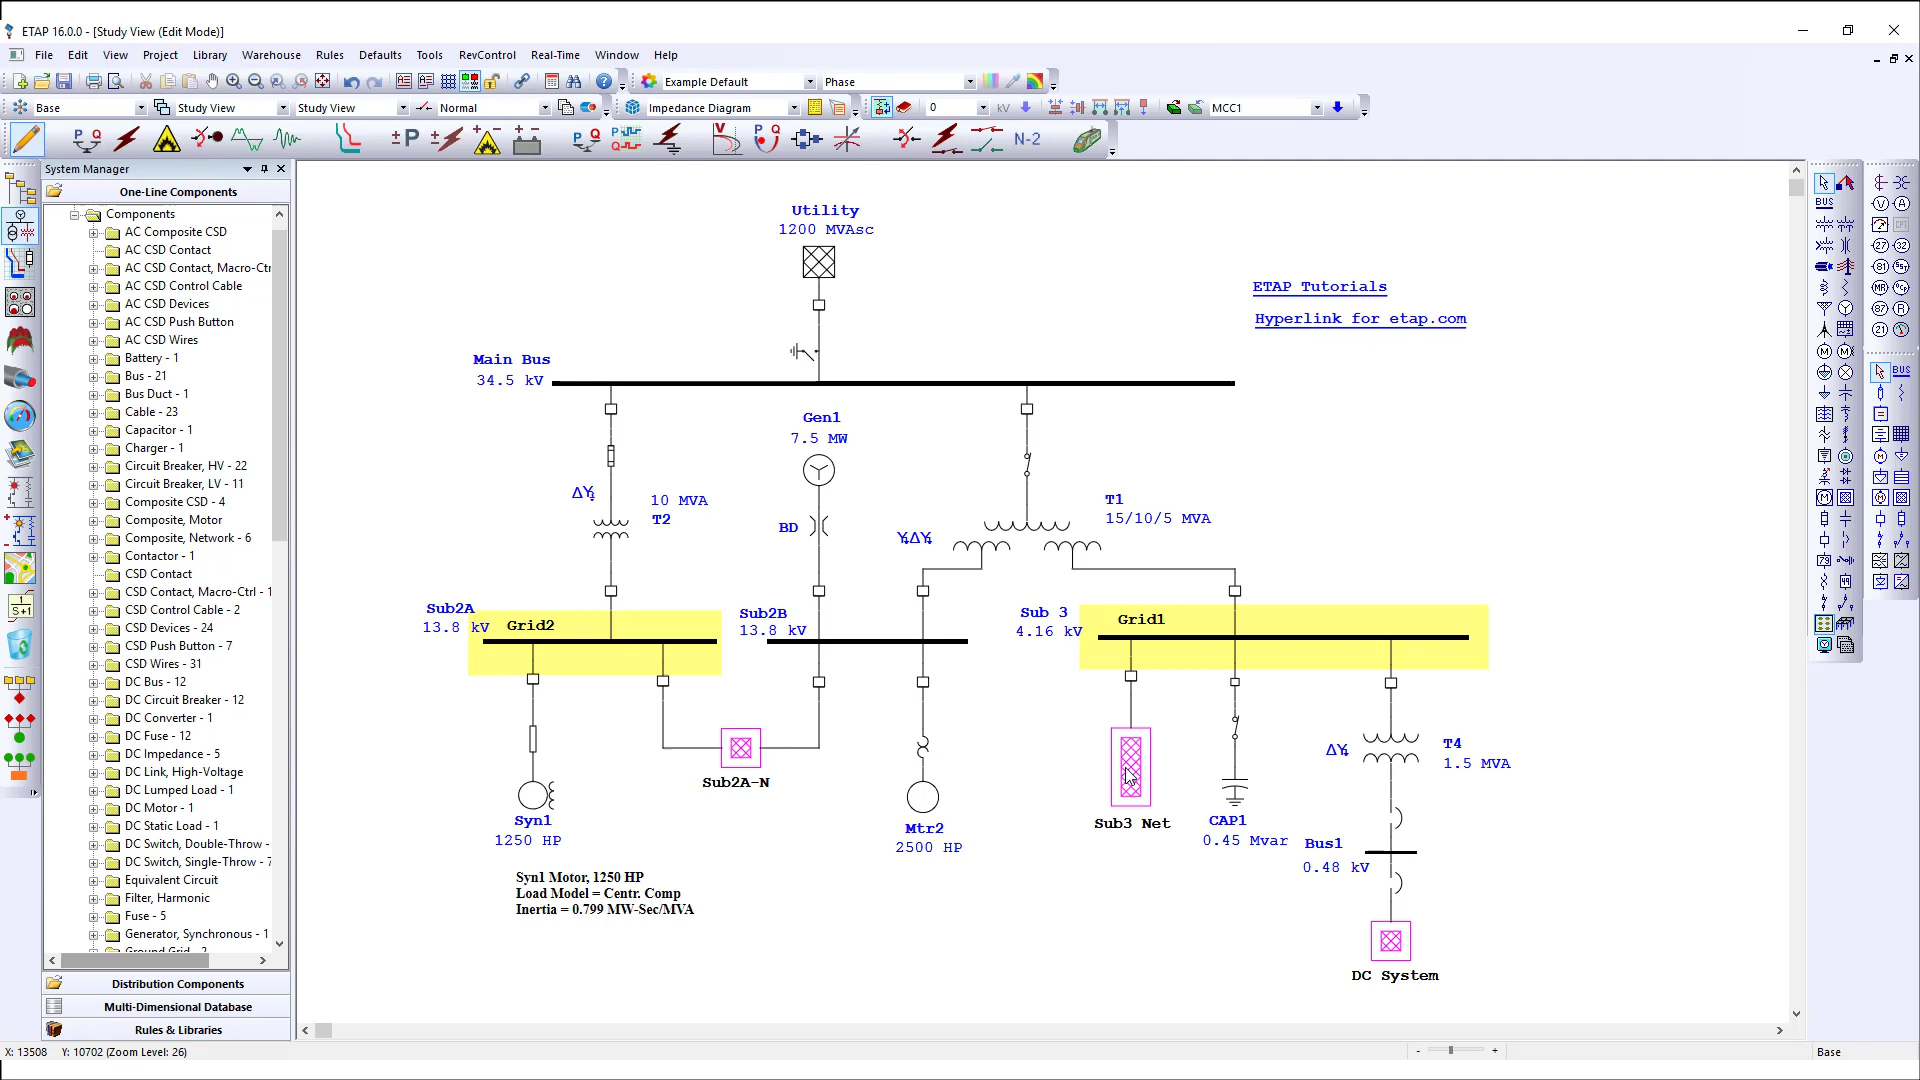 ETAP 16.0.0 - [Study View (Edit Mode)]
File Edit View Project Library Warehouse Rules Defaults Tools RevControl Real-Time Window Help
Example Default Phase
Base Study View Study View Normal Impedance Diagram 0 kV MCC1
P Q ±P P Q P Q V P Q N-2
System Manager
One-Line Components
Components
AC Composite CSD
AC CSD Contact
AC CSD Contact, Macro-Ctr
AC CSD Control Cable
AC CSD Devices
AC CSD Push Button
AC CSD Wires
Battery - 1
Bus - 21
Bus Duct - 1
Cable - 23
Capacitor - 1
Charger - 1
Circuit Breaker, HV - 22
Circuit Breaker, LV - 11
Composite CSD - 4
Composite, Motor
Composite, Network - 6
Contactor - 1
CSD Contact
CSD Contact, Macro-Ctrl - 1
CSD Control Cable - 2
CSD Devices - 24
CSD Push Button - 7
CSD Wires - 31
DC Bus - 12
DC Circuit Breaker - 12
DC Converter - 1
DC Fuse - 12
DC Impedance - 5
DC Link, High-Voltage
DC Lumped Load - 1
DC Motor - 1
DC Static Load - 1
DC Switch, Double-Throw -
DC Switch, Single-Throw - 7
Equivalent Circuit
Filter, Harmonic
Fuse - 5
Generator, Synchronous - 1
Ground Grid - 2
Distribution Components
Multi-Dimensional Database
Rules & Libraries
Utility
1200 MVAsc
ETAP Tutorials
Hyperlink for etap.com
Main Bus
34.5 kV
Gen1
7.5 MW
ΔY
10 MVA
T2
BD
YΔY
T1
15/10/5 MVA
Sub2A
13.8 kV
Grid2
Sub2B
13.8 kV
Sub 3
4.16 kV
Grid1
Sub2A-N
Syn1
1250 HP
Mtr2
2500 HP
Sub3 Net
CAP1
0.45 Mvar
ΔY
T4
1.5 MVA
Bus1
0.48 kV
DC System
Syn1 Motor, 1250 HP
Load Model = Centr. Comp
Inertia = 0.799 MW-Sec/MVA
BUS
BUS
X: 13508 Y: 10702 (Zoom Level: 26)
Base